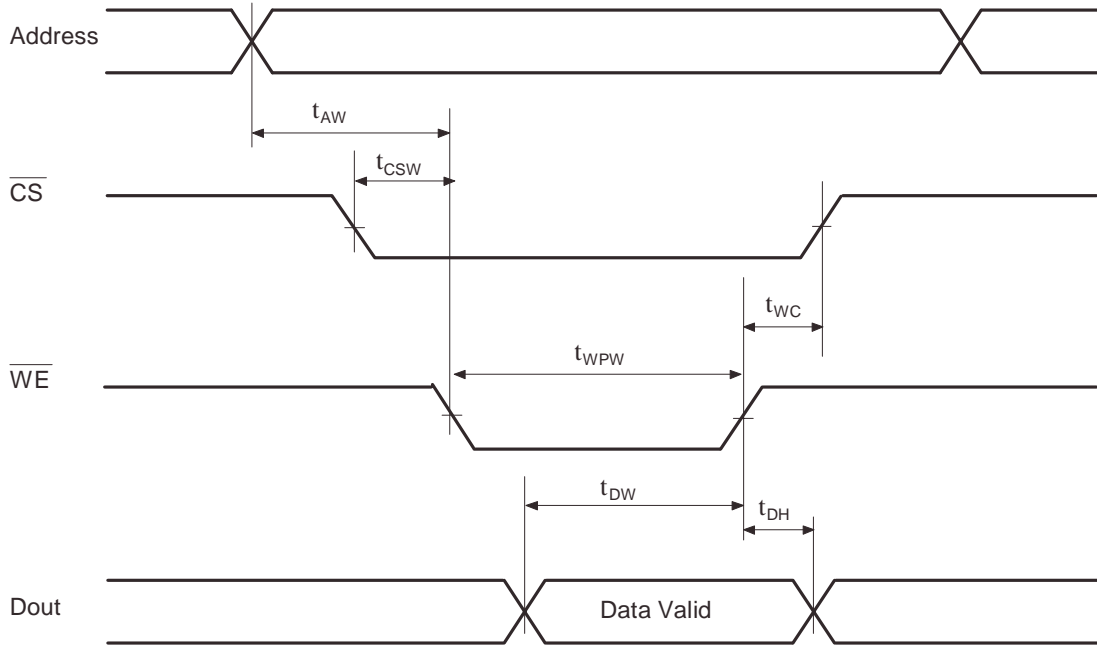 Address
tAW
tCSW
CS
tWC
tWPW
WE
tDW
tDH
Dout
Data Valid